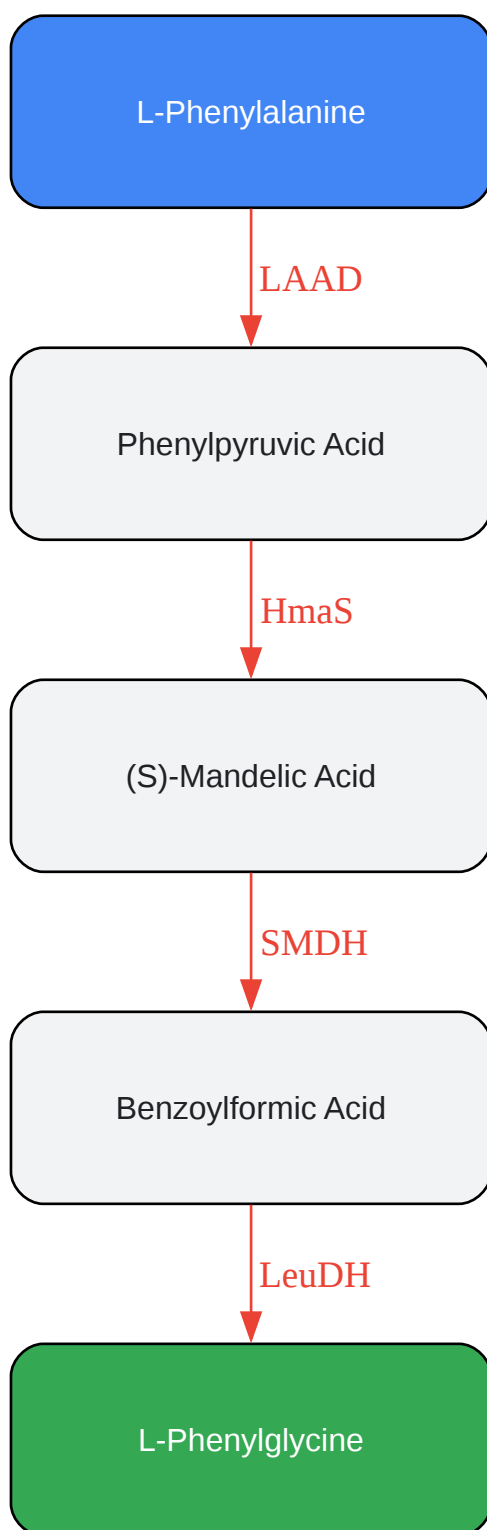 L-Phenylalanine
LAAD
Phenylpyruvic Acid
HmaS
(S)-Mandelic Acid
SMDH
Benzoylformic Acid
LeuDH
L-Phenylglycine